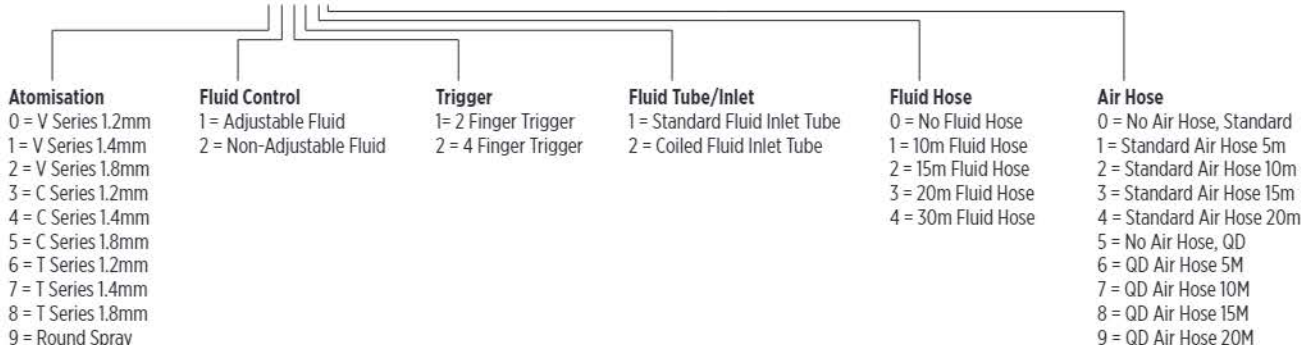 Atomisation
0 = V Series 1.2mm
1 = V Series 1.4mm
2 = V Series 1.8mm
3 = C Series 1.2mm
4 = C Series 1.4mm
5 = C Series 1.8mm
6 = T Series 1.2mm
7 = T Series 1.4mm
8 = T Series 1.8mm
9 = Round Spray
Fluid Control
1 = Adjustable Fluid
2 = Non-Adjustable Fluid
Trigger
1= 2 Finger Trigger
2 = 4 Finger Trigger
Fluid Tube/Inlet
1 = Standard Fluid Inlet Tube
2 = Coiled Fluid Inlet Tube
Fluid Hose
0 = No Fluid Hose
1 = 10m Fluid Hose
2 = 15m Fluid Hose
3 = 20m Fluid Hose
4 = 30m Fluid Hose
Air Hose
0 = No Air Hose, Standard
1 = Standard Air Hose 5m
2 = Standard Air Hose 10m
3 = Standard Air Hose 15m
4 = Standard Air Hose 20m
5 = No Air Hose, QD
6 = QD Air Hose 5M
7 = QD Air Hose 10M
8 = QD Air Hose 15M
9 = QD Air Hose 20M